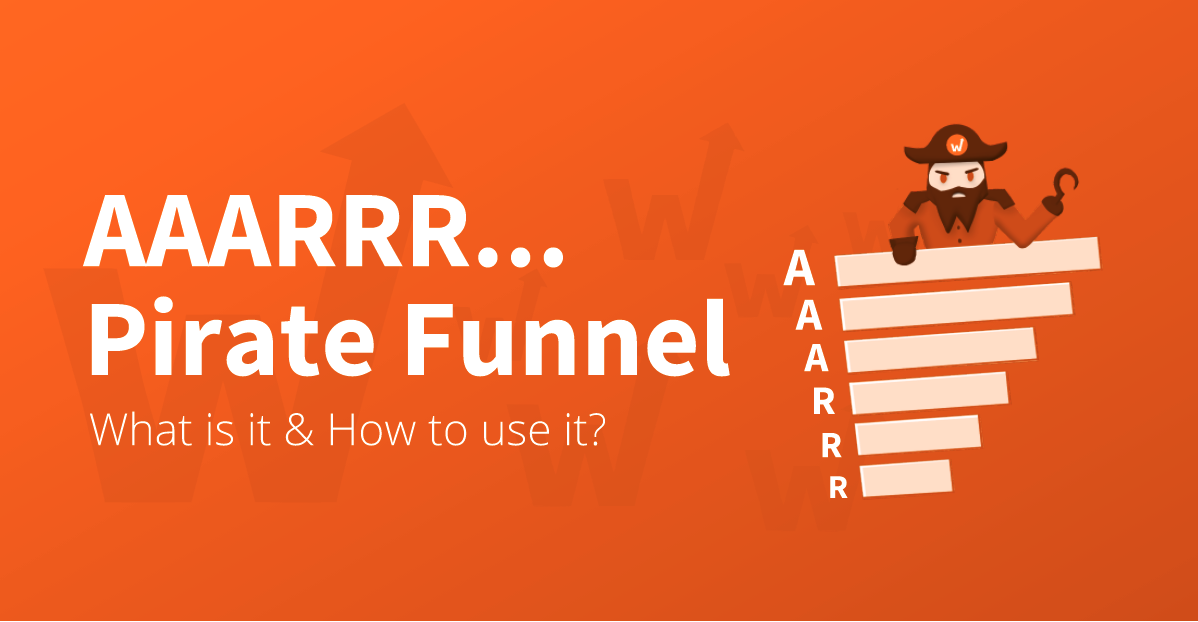 AAARRR...
Pirate Funnel
What is it & How to use it?
A
A
A
R
R
R
W